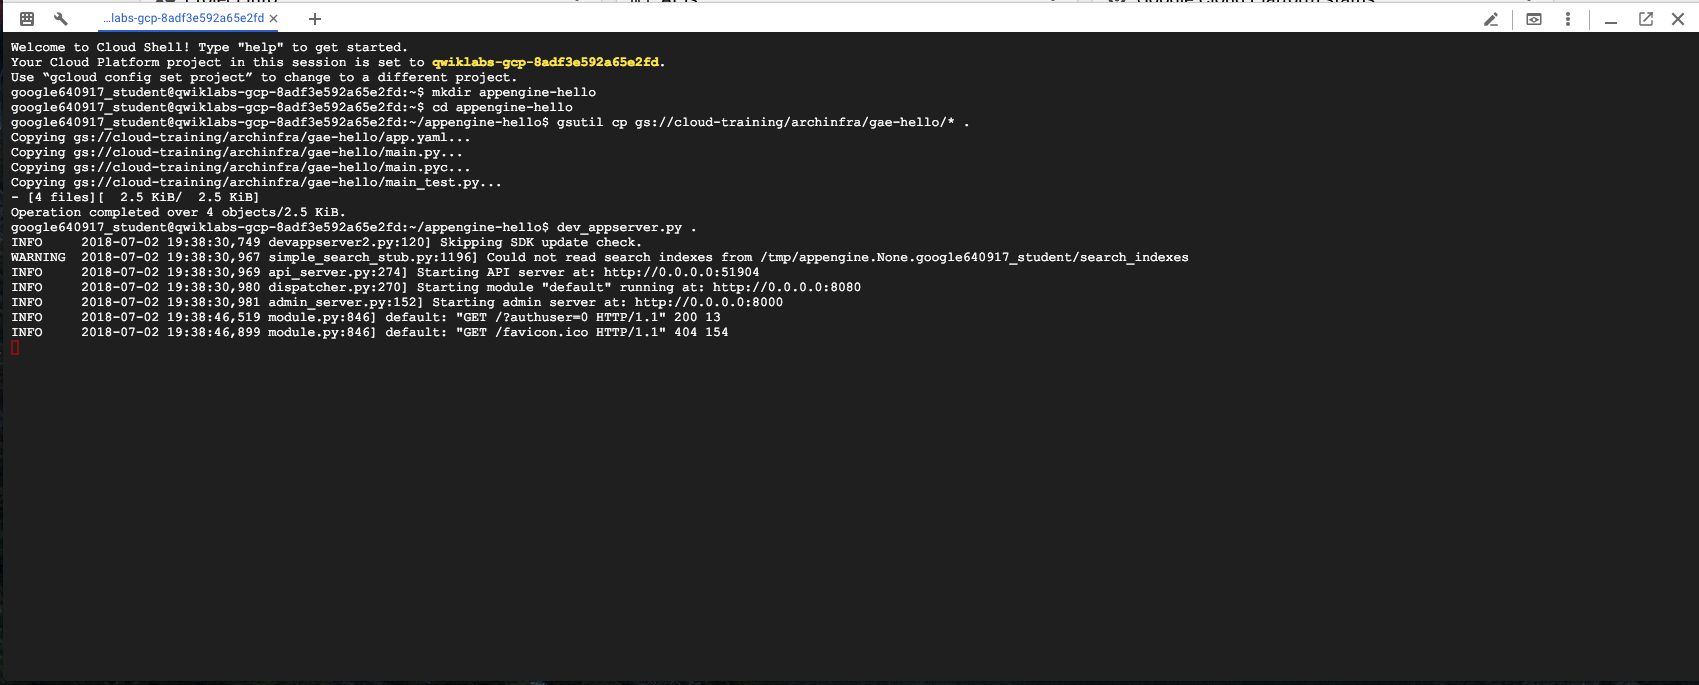 …labs-gcp-8adf3e592a65e2fd
Welcome to Cloud Shell! Type "help" to get started.
Your Cloud Platform project in this session is set to qwiklabs-gcp-8adf3e592a65e2fd.
Use “gcloud config set project” to change to a different project.
google640917_student@qwiklabs-gcp-8adf3e592a65e2fd:~$ mkdir appengine-hello
google640917_student@qwiklabs-gcp-8adf3e592a65e2fd:~$ cd appengine-hello
google640917_student@qwiklabs-gcp-8adf3e592a65e2fd:~/appengine-hello$ gsutil cp gs://cloud-training/archinfra/gae-hello/* .
Copying gs://cloud-training/archinfra/gae-hello/app.yaml...
Copying gs://cloud-training/archinfra/gae-hello/main.py...
Copying gs://cloud-training/archinfra/gae-hello/main.pyc...
Copying gs://cloud-training/archinfra/gae-hello/main_test.py...
- [4 files][  2.5 KiB/  2.5 KiB]
Operation completed over 4 objects/2.5 KiB.
google640917_student@qwiklabs-gcp-8adf3e592a65e2fd:~/appengine-hello$ dev_appserver.py .
INFO     2018-07-02 19:38:30,749 devappserver2.py:120] Skipping SDK update check.
WARNING  2018-07-02 19:38:30,967 simple_search_stub.py:1196] Could not read search indexes from /tmp/appengine.None.google640917_student/search_indexes
INFO     2018-07-02 19:38:30,969 api_server.py:274] Starting API server at: http://0.0.0.0:51904
INFO     2018-07-02 19:38:30,980 dispatcher.py:270] Starting module "default" running at: http://0.0.0.0:8080
INFO     2018-07-02 19:38:30,981 admin_server.py:152] Starting admin server at: http://0.0.0.0:8000
INFO     2018-07-02 19:38:46,519 module.py:846] default: "GET /?authuser=0 HTTP/1.1" 200 13
INFO     2018-07-02 19:38:46,899 module.py:846] default: "GET /favicon.ico HTTP/1.1" 404 154